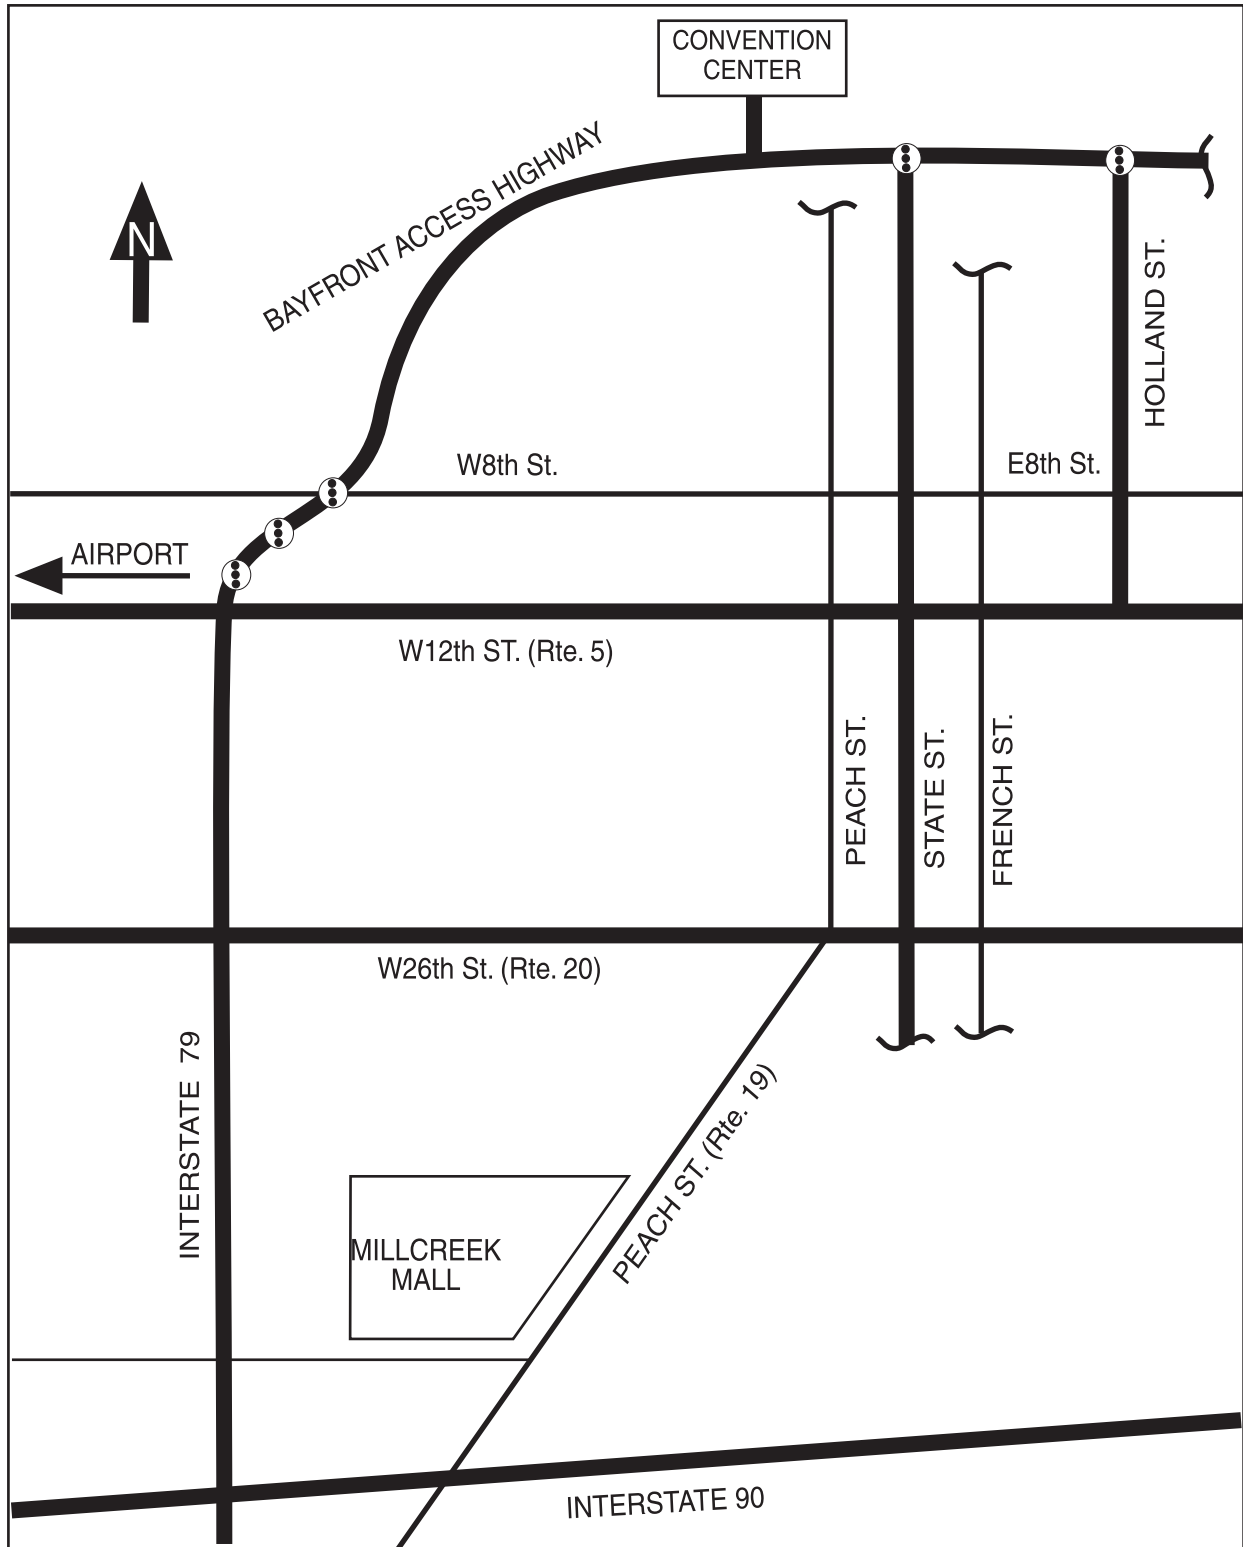 CONVENTION
CENTER
BAYFRONT ACCESS HIGHWAY
N
HOLLAND ST.
W8th St.
E8th St.
AIRPORT
W12th ST. (Rte. 5)
PEACH ST.
STATE ST.
FRENCH ST.
W26th St. (Rte. 20)
INTERSTATE 79
PEACH ST. (Rte. 19)
MILLCREEK
MALL
INTERSTATE 90